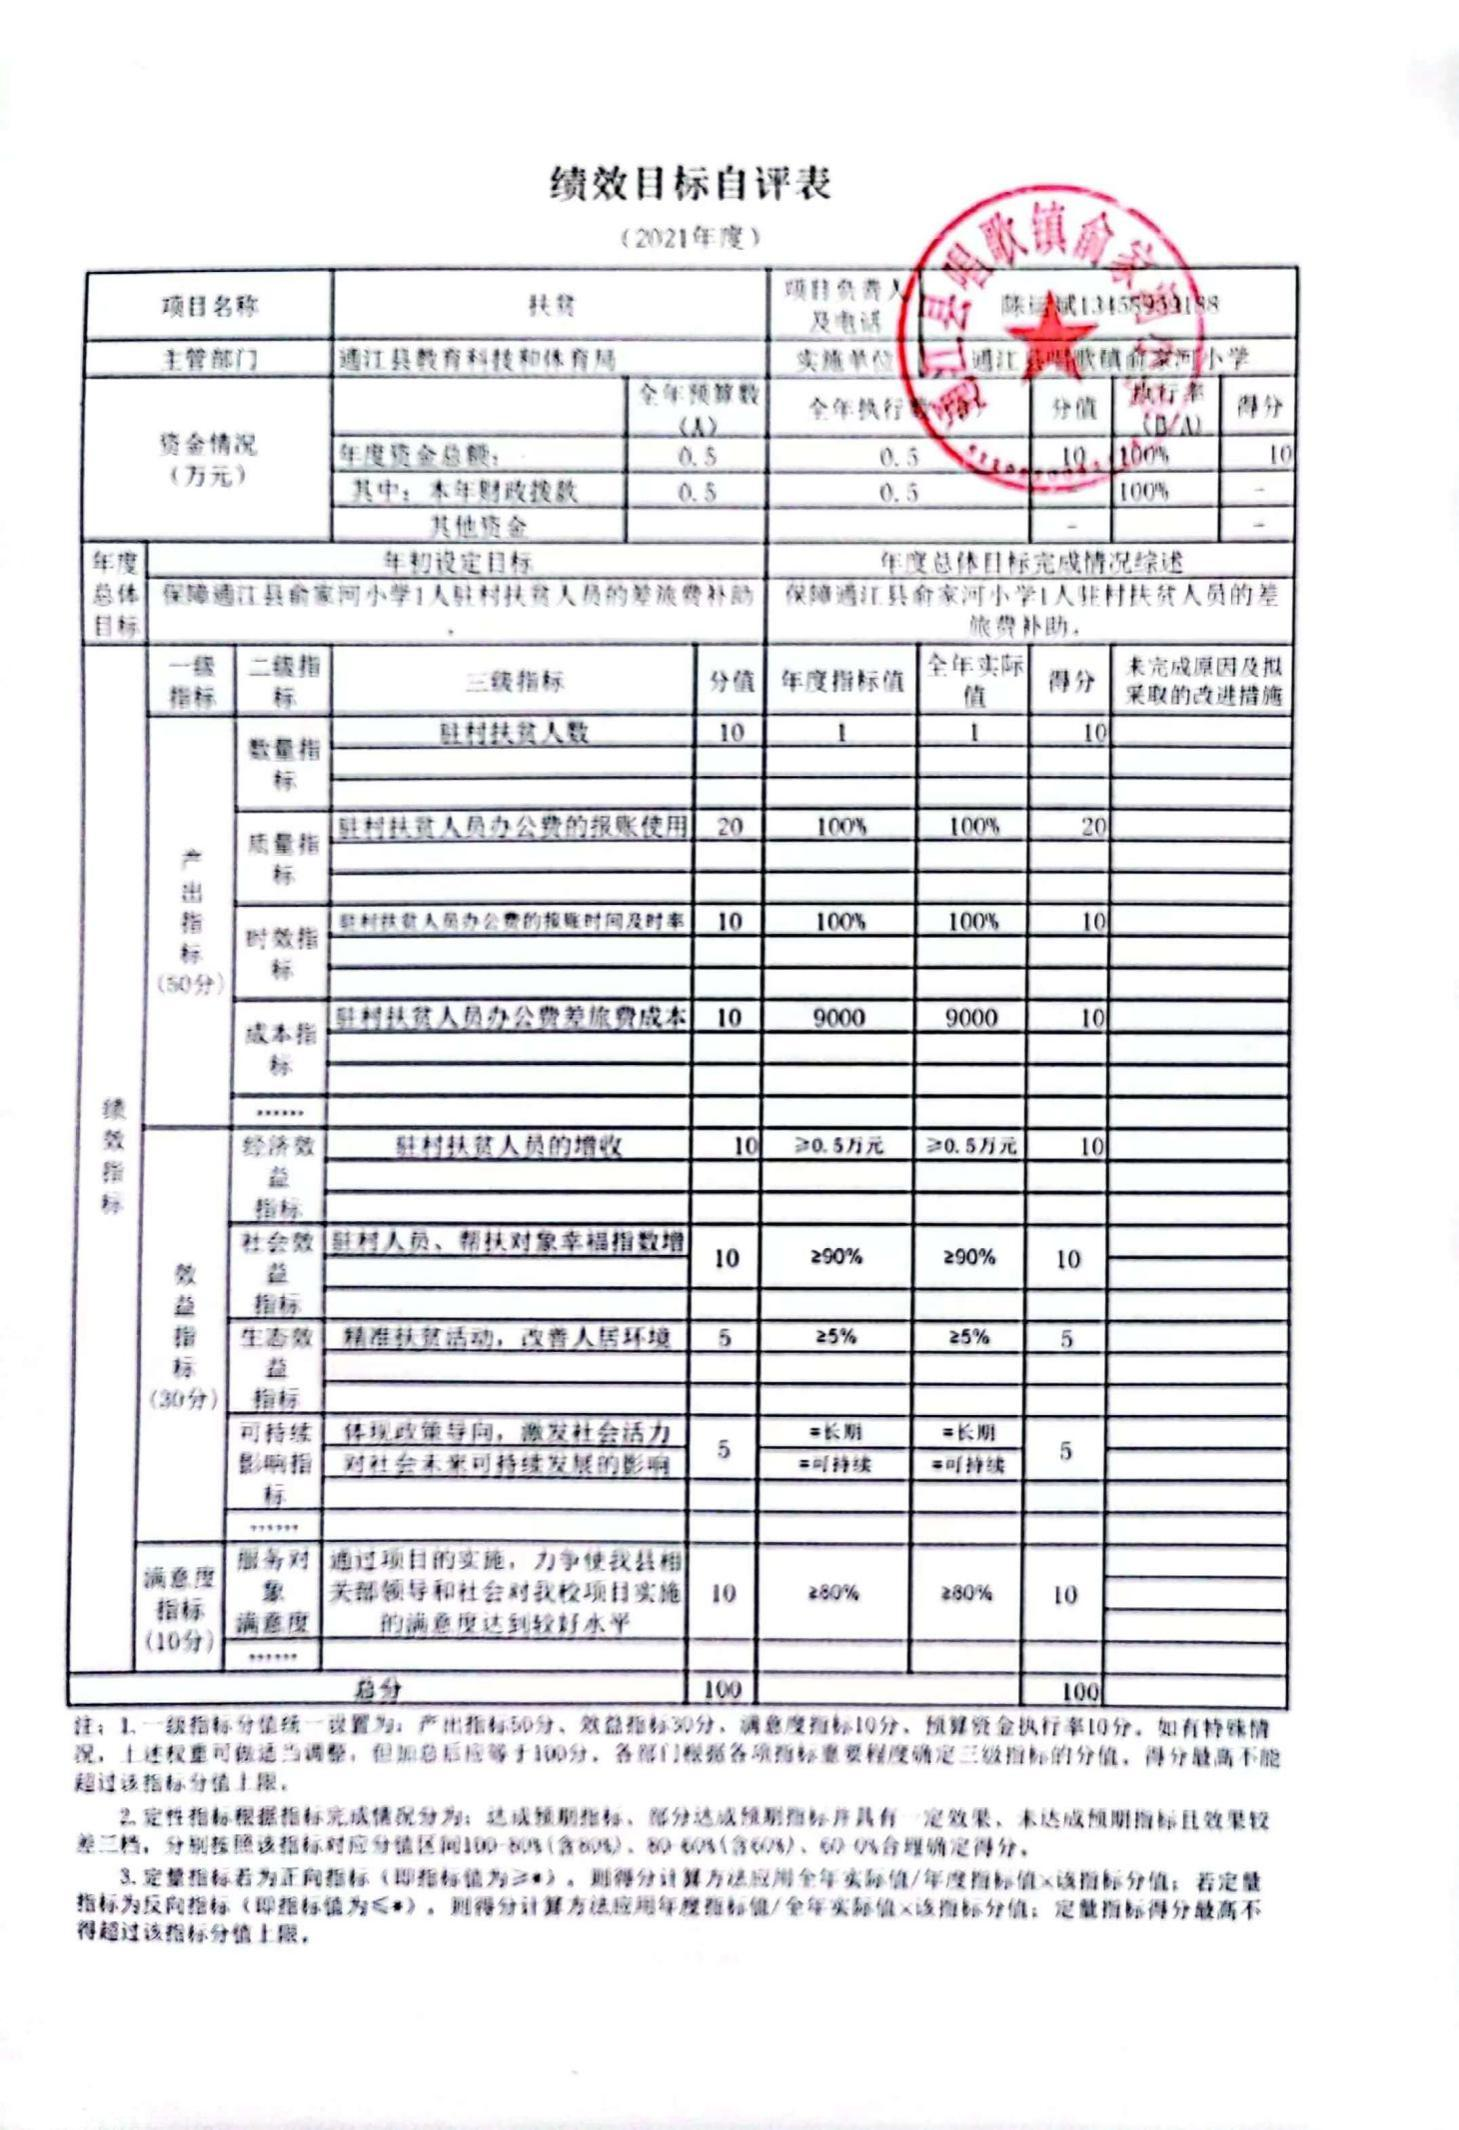 绩效目标自评表
（2021年度）
项目名称 扶贫 项目负责人及电话
主管部门 通江县教育科技和体育局 实施单位 通江县唱歌镇俞家河小学
资金情况（万元） 全年预算数（A） 全年执行 分值 执行率（B/A） 得分
年度资金总额： 0.5 0.5 10 100% 10
其中：本年财政拨款 0.5 0.5 - 100% -
其他资金 - -
年度总体目标 年初设定目标 年度总体目标完成情况综述
保障通江县俞家河小学1人驻村扶贫人员的差旅费补助. 保障通江县俞家河小学1人驻村扶贫人员的差旅费补助.
绩效指标 一级指标 二级指标 三级指标 分值 年度指标值 全年实际值 得分 未完成原因及拟采取的改进措施
产出指标（50分） 数量指标 驻村扶贫人数 10 1 1 10
质量指标 驻村扶贫人员办公费的报账使用 20 100% 100% 20
时效指标 驻村扶贫人员办公费的报账时间及时率 10 100% 100% 10
成本指标 驻村扶贫人员办公费差旅费成本 10 9000 9000 10
……
效益指标（30分） 经济效益指标 驻村扶贫人员的增收 10 ≥0.5万元 ≥0.5万元 10
社会效益指标 驻村人员、帮扶对象幸福指数增 10 ≥90% ≥90% 10
生态效益指标 精准扶贫活动，改善人居环境 5 ≥5% ≥5% 5
可持续影响指标 体现政策导向，激发社会活力 5 =长期 =长期 5
对社会未来可持续发展的影响 =可持续 =可持续
……
满意度指标（10分） 服务对象满意度 通过项目的实施，力争使我县相关部领导和社会对我校项目实施的满意度达到较好水平 10 ≥80% ≥80% 10
……
总分 100 100
注：1.一级指标分值统一设置为：产出指标50分、效益指标30分、满意度指标10分、预算资金执行率10分。如有特殊情
况，上述权重可做适当调整，但加总后应等于100分。各部门根据各项指标重要程度确定三级指标的分值，得分最高不能
超过该指标分值上限。
2.定性指标根据指标完成情况分为：达成预期指标、部分达成预期指标并具有一定效果、未达成预期指标且效果较
差三档，分别按照该指标对应分值区间100-80%(含80%)、80-60%(含60%)、60-0%合理确定得分。
3.定量指标若为正向指标（即指标值为≥*），则得分计算方法应用全年实际值/年度指标值×该指标分值；若定量
指标为反向指标（即指标值为≤*），则得分计算方法应用年度指标值/全年实际值×该指标分值；定量指标得分最高不
得超过该指标分值上限。